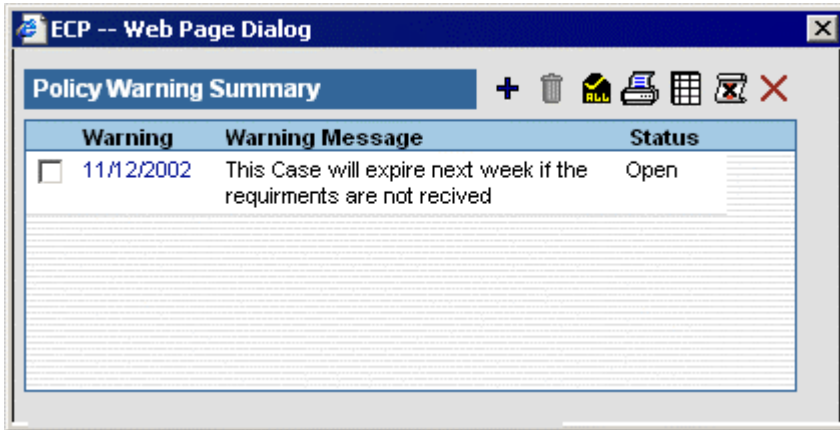 ECP -- Web Page Dialog
Policy Warning Summary
ALL
Warning Warning Message Status
11/12/2002 This Case will expire next week if the Open
requirments are not recived